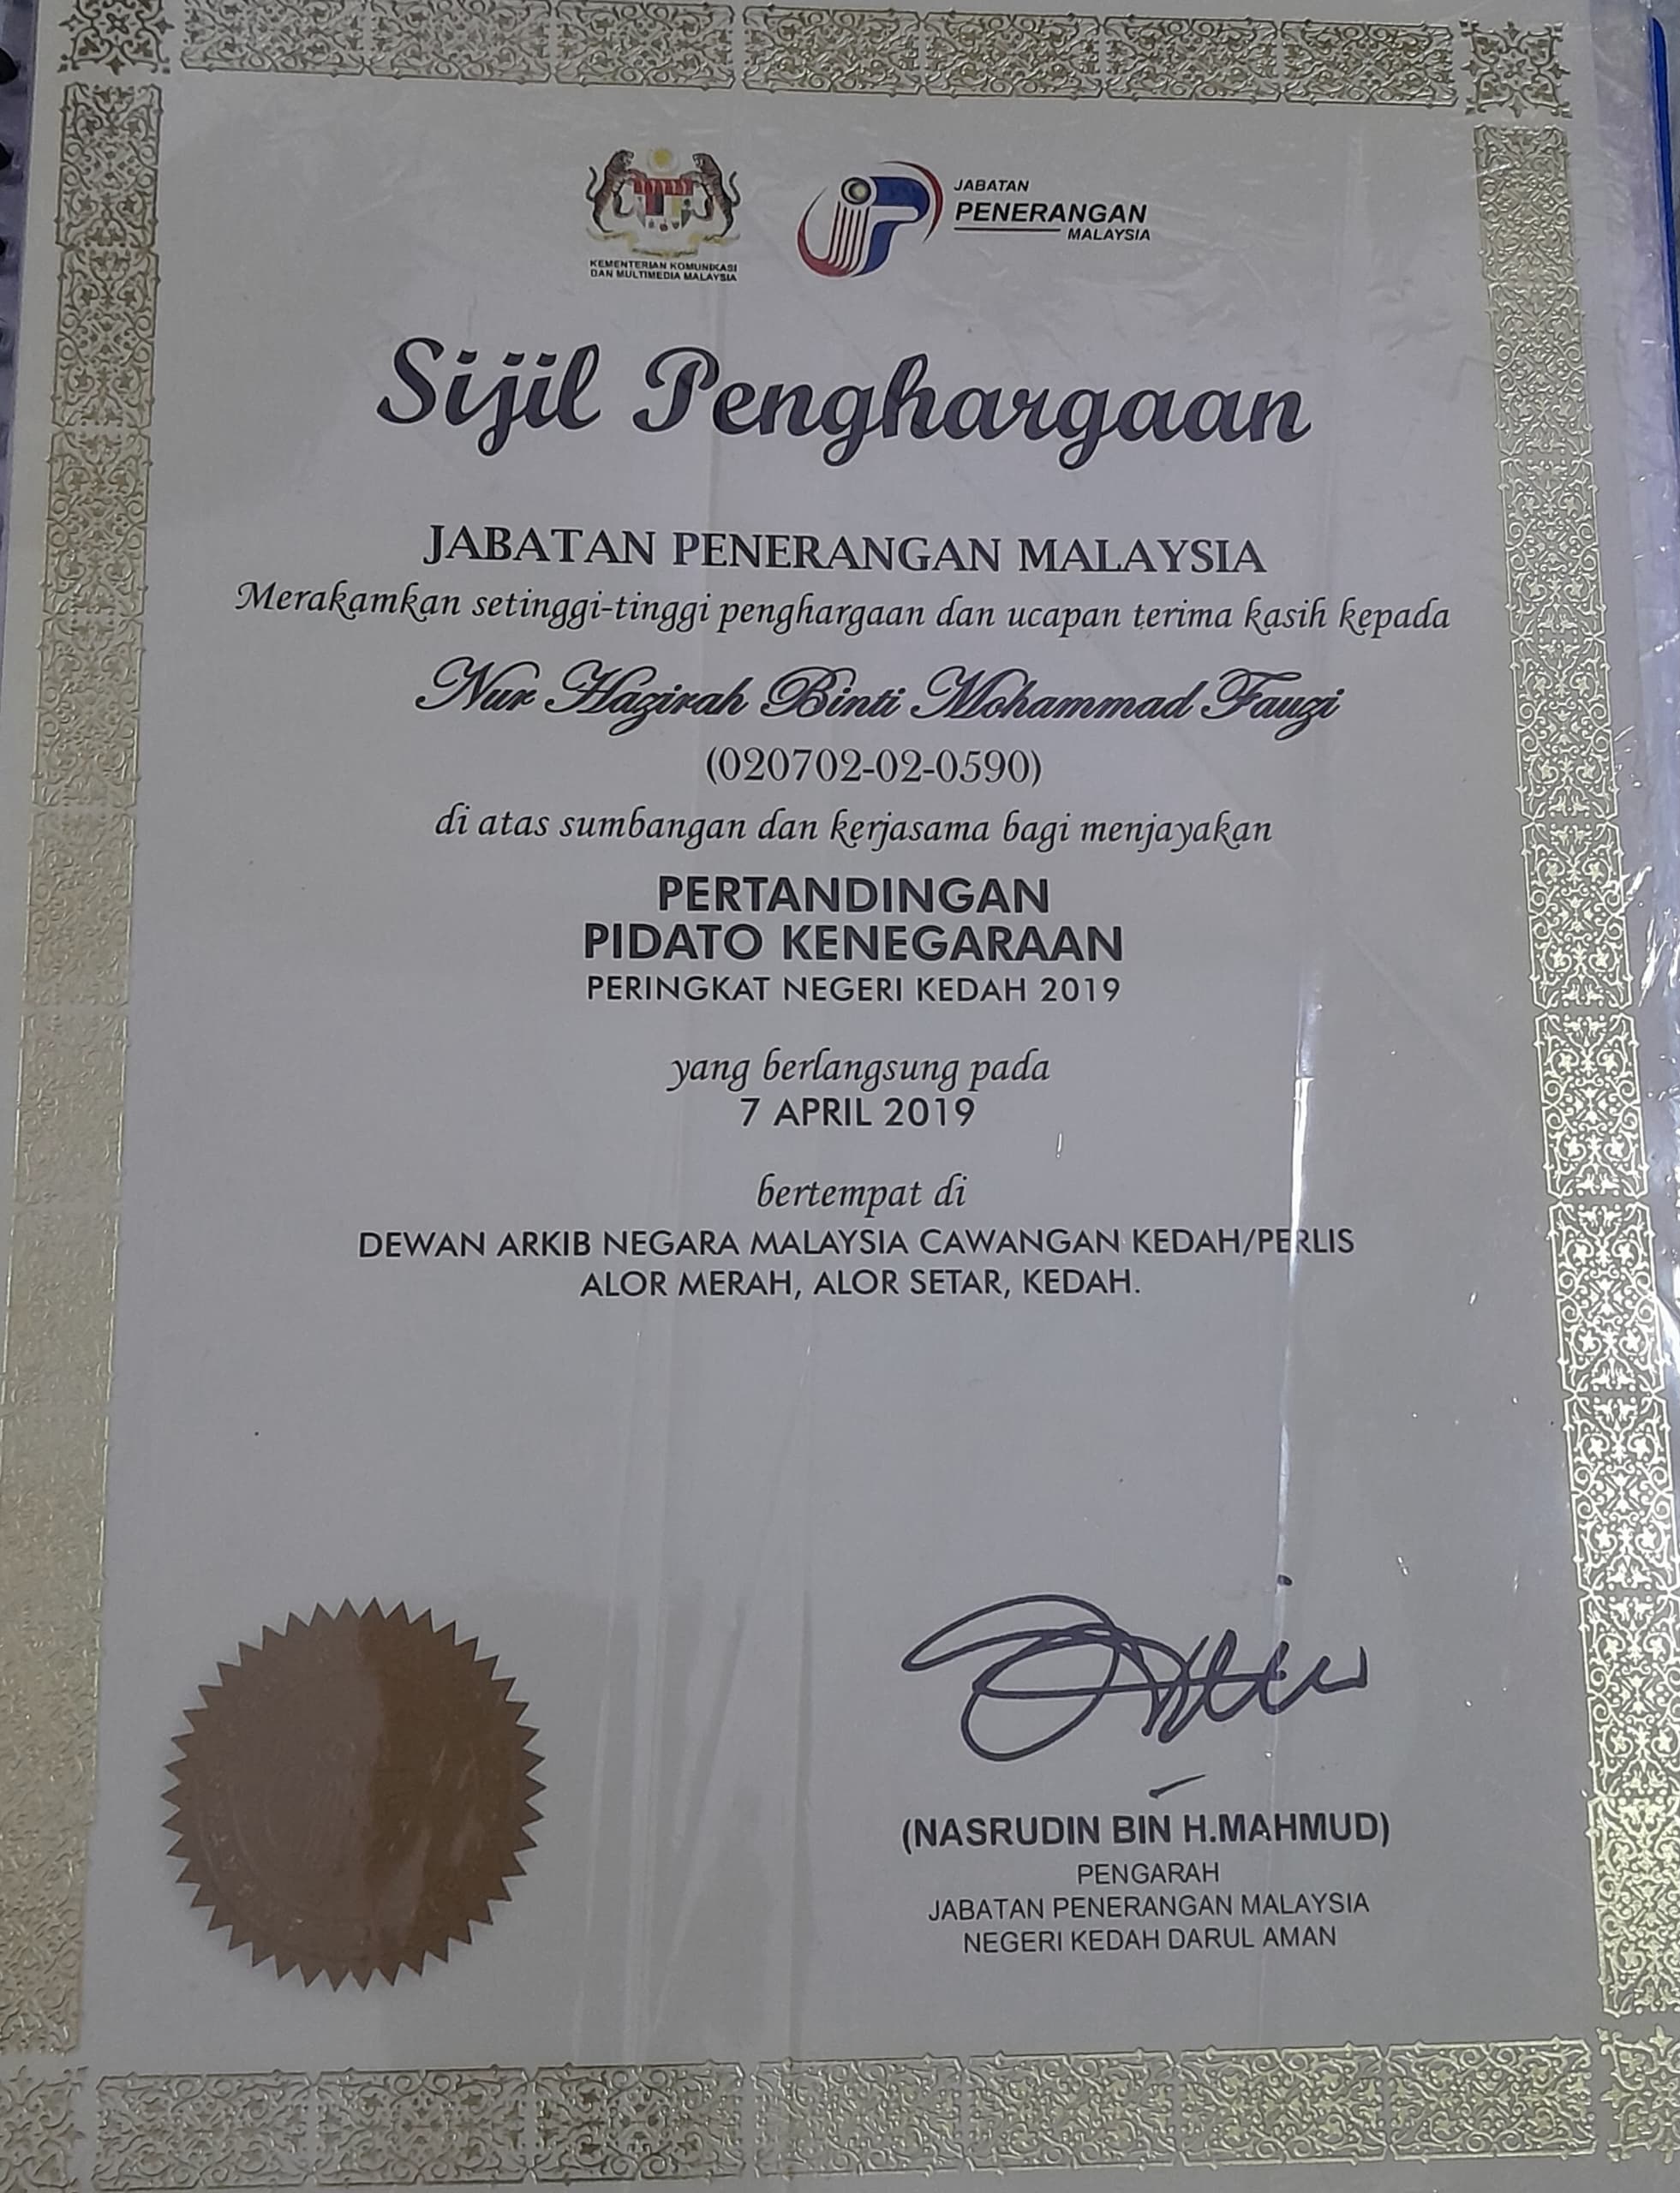 KEMENTERIAN KOMUNIKASI
DAN MULTIMEDIA MALAYSIA
JABATAN
PENERANGAN
MALAYSIA
Sijil Penghargaan
JABATAN PENERANGAN MALAYSIA
Merakamkan setinggi-tinggi penghargaan dan ucapan terima kasih kepada
Nur Hazirah Binti Mohammad Fauzi
(020702-02-0590)
di atas sumbangan dan kerjasama bagi menjayakan
PERTANDINGAN
PIDATO KENEGARAAN
PERINGKAT NEGERI KEDAH 2019
yang berlangsung pada
7 APRIL 2019
bertempat di
DEWAN ARKIB NEGARA MALAYSIA CAWANGAN KEDAH/PERLIS
ALOR MERAH, ALOR SETAR, KEDAH.
(NASRUDIN BIN H.MAHMUD)
PENGARAH
JABATAN PENERANGAN MALAYSIA
NEGERI KEDAH DARUL AMAN